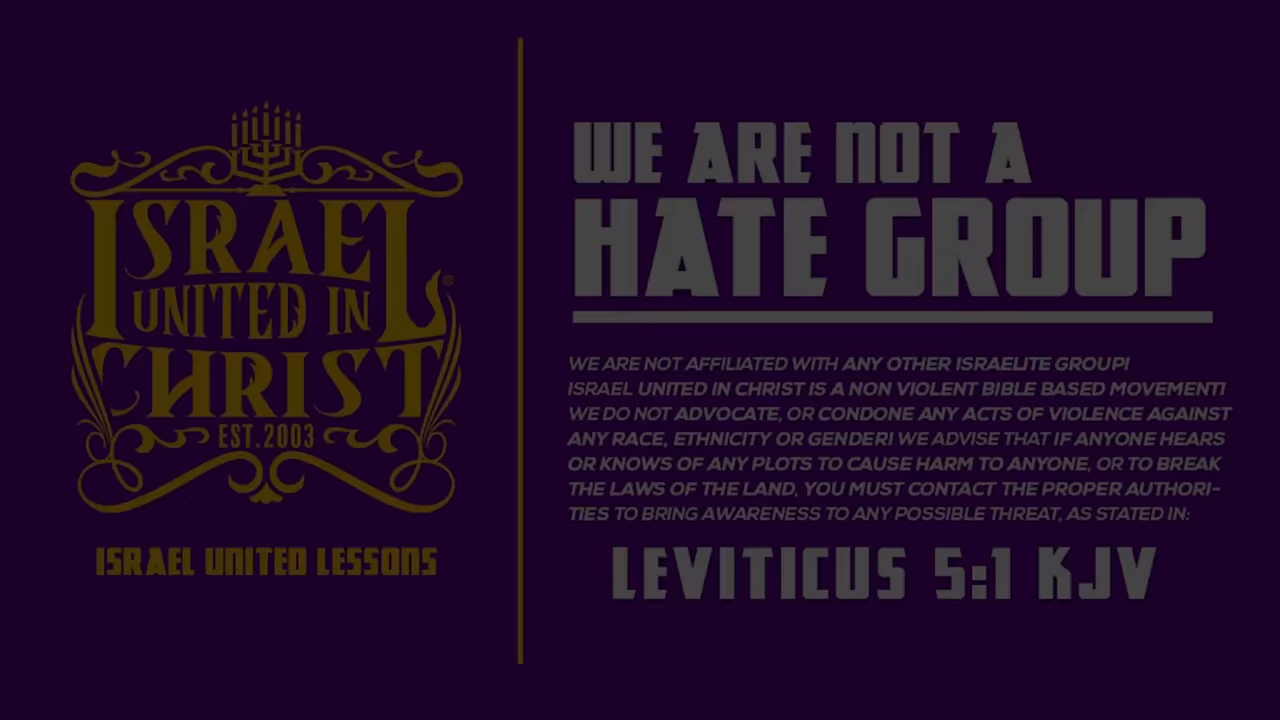 ISRAEL
UNITED IN
CHRIST
®
EST.2003
ISRAEL UNITED LESSONS
WE ARE NOT A
HATE GROUP
WE ARE NOT AFFILIATED WITH ANY OTHER ISRAELITE GROUP!
ISRAEL UNITED IN CHRIST IS A NON VIOLENT BIBLE BASED MOVEMENT!
WE DO NOT ADVOCATE, OR CONDONE ANY ACTS OF VIOLENCE AGAINST
ANY RACE, ETHNICITY OR GENDER! WE ADVISE THAT IF ANYONE HEARS
OR KNOWS OF ANY PLOTS TO CAUSE HARM TO ANYONE, OR TO BREAK
THE LAWS OF THE LAND, YOU MUST CONTACT THE PROPER AUTHORI-
TIES TO BRING AWARENESS TO ANY POSSIBLE THREAT, AS STATED IN:
LEVITICUS 5:1 KJV